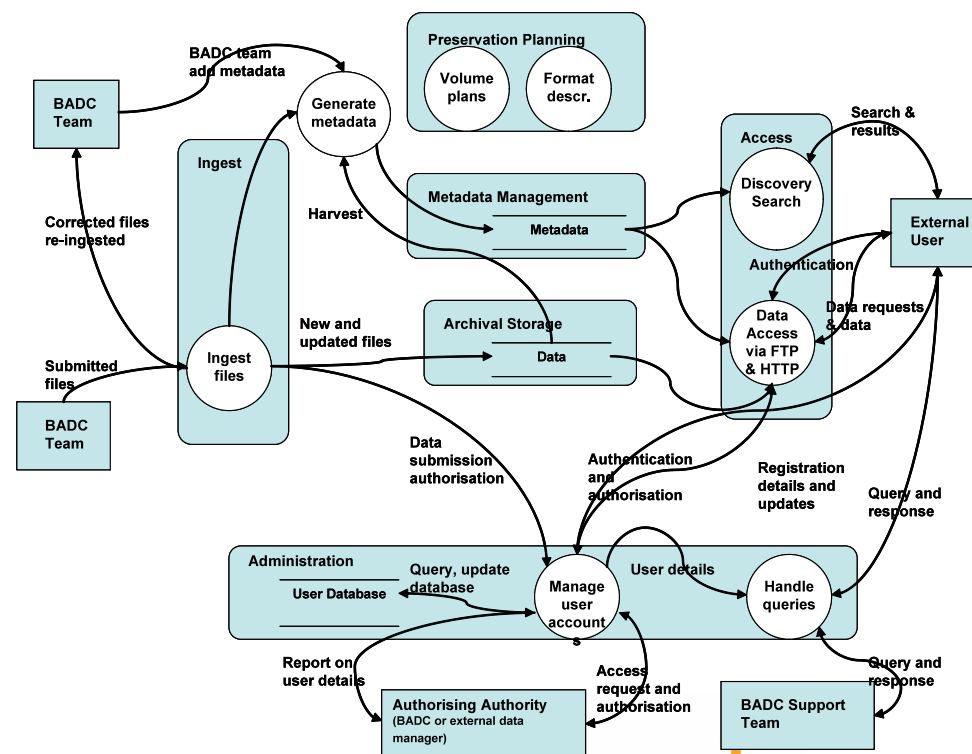 Preservation Planning
BADC team
add metadata
Volume
plans
Format
descr.
Generate
metadata
BADC
Team
Search &
results
Access
Ingest
Discovery
Search
Metadata Management
Harvest
Metadata
External
User
Corrected files
re-ingested
Authentication
Data requests
& data
Data
Access
via FTP
& HTTP
New and
updated files
Archival Storage
Data
Ingest
files
Submitted
files
BADC
Team
Data
submission
authorisation
Authentication
and
authorisation
Registration
details and
updates
Query and
response
Administration
Query, update
database
User Database
Manage
user
account
s
User details
Handle
queries
Report on
user details
Access
request and
authorisation
Query and
response
Authorising Authority
(BADC or external data
manager)
BADC Support
Team